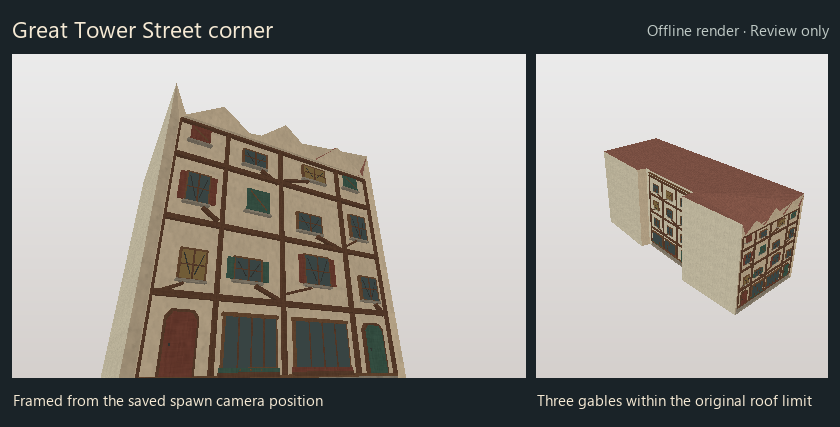 Great Tower Street corner
Offline render · Review only
Framed from the saved spawn camera position
Three gables within the original roof limit